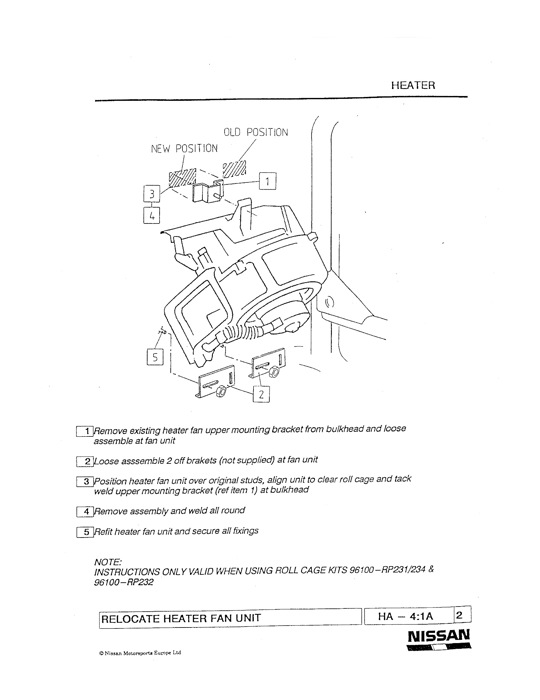 HEATER
OLD POSITION
NEW POSITION
1
3
4
5
2
1 Remove existing heater fan upper mounting bracket from bulkhead and loose
assemble at fan unit
2 Loose asssemble 2 off brakets (not supplied) at fan unit
3 Position heater fan unit over original studs, align unit to clear roll cage and tack
weld upper mounting bracket (ref item 1) at bulkhead
4 Remove assembly and weld all round
5 Refit heater fan unit and secure all fixings
NOTE:
INSTRUCTIONS ONLY VALID WHEN USING ROLL CAGE KITS 96100-RP231/234 &
96100-RP232
RELOCATE HEATER FAN UNIT HA - 4:1A 2
NISSAN
© Nissan Motorsports Europe Ltd